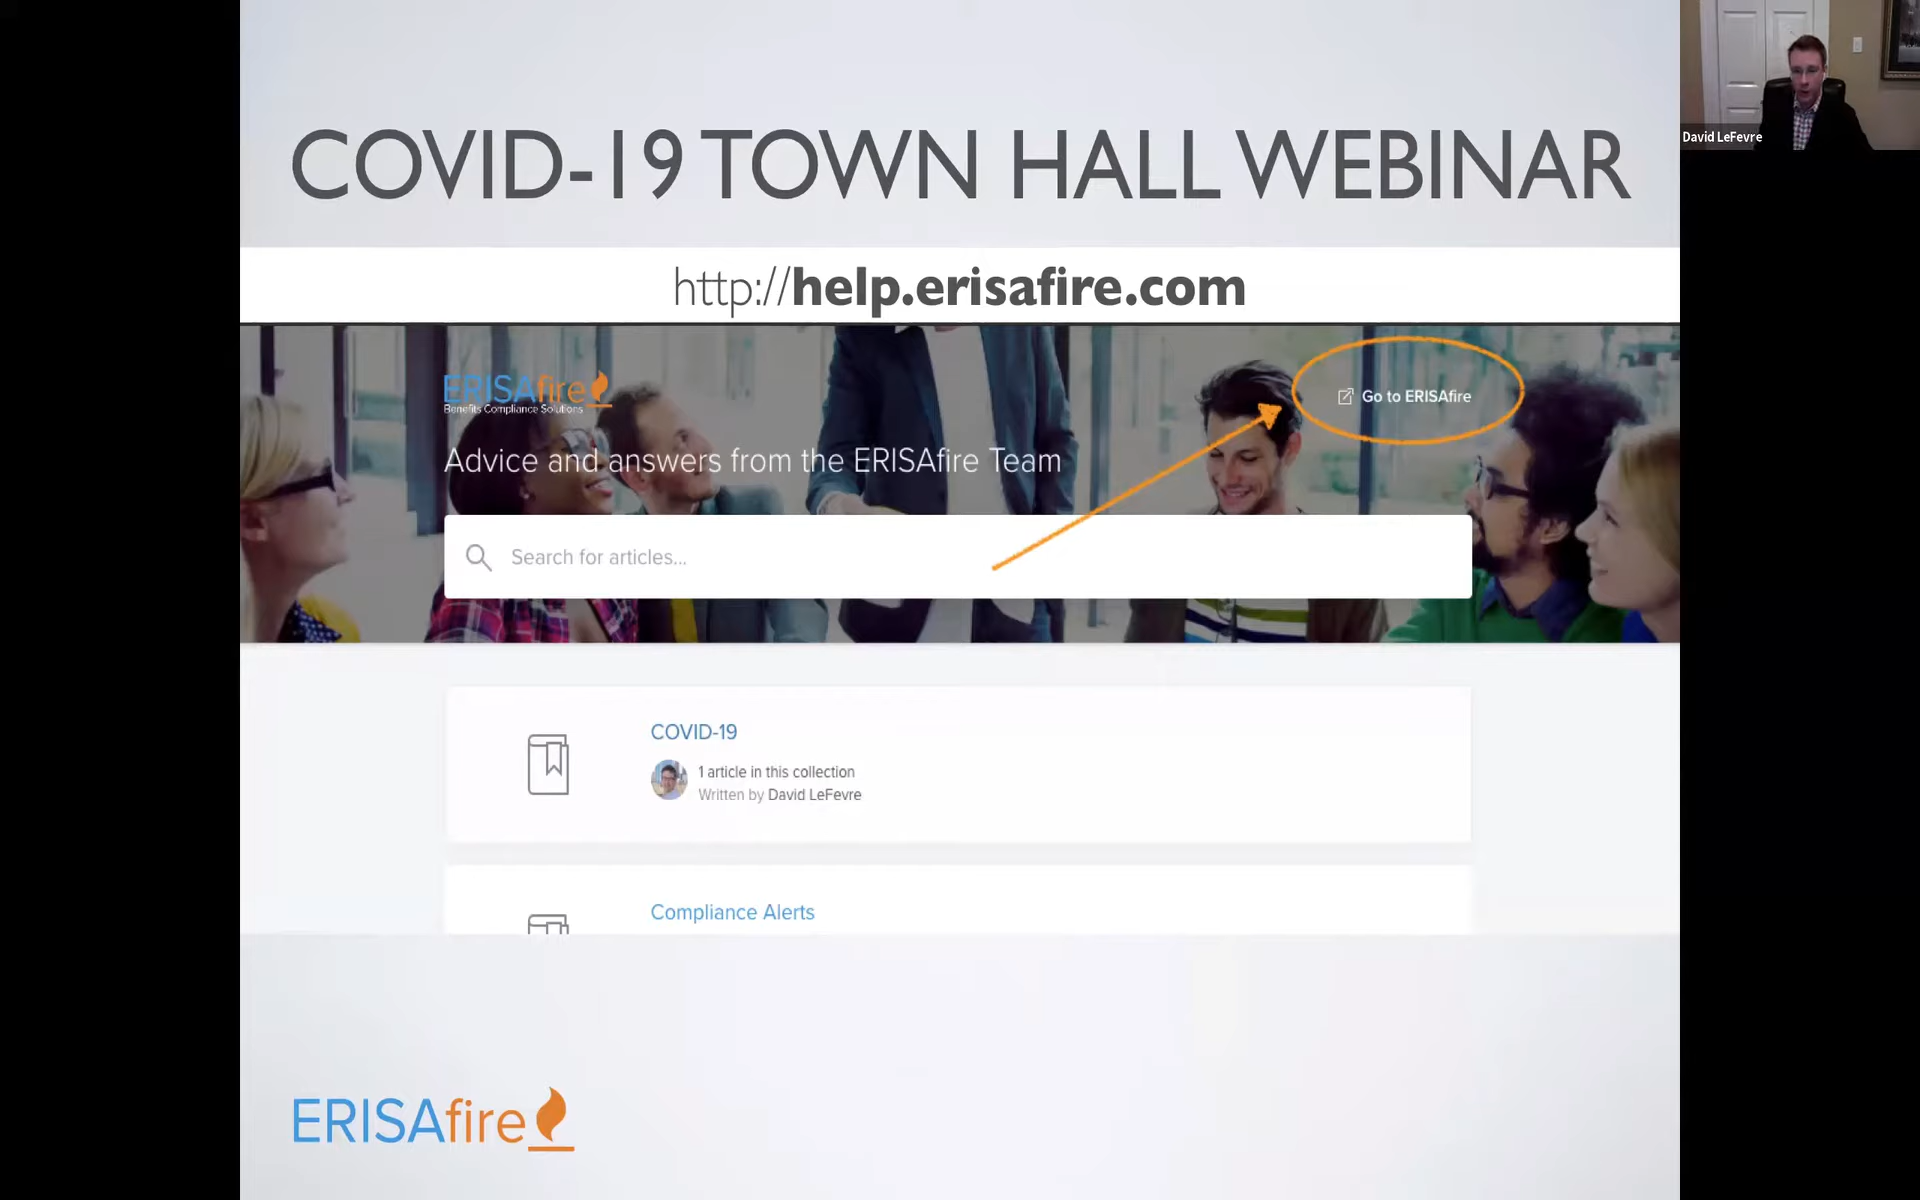 COVID-19 TOWN HALL WEBINAR
David LeFevre
http://help.erisafire.com
ERISAfire
Benefits Compliance Solutions
Go to ERISAfire
Advice and answers from the ERISAfire Team
Search for articles...
COVID-19
1 article in this collection
Written by David LeFevre
Compliance Alerts
ERISAfire